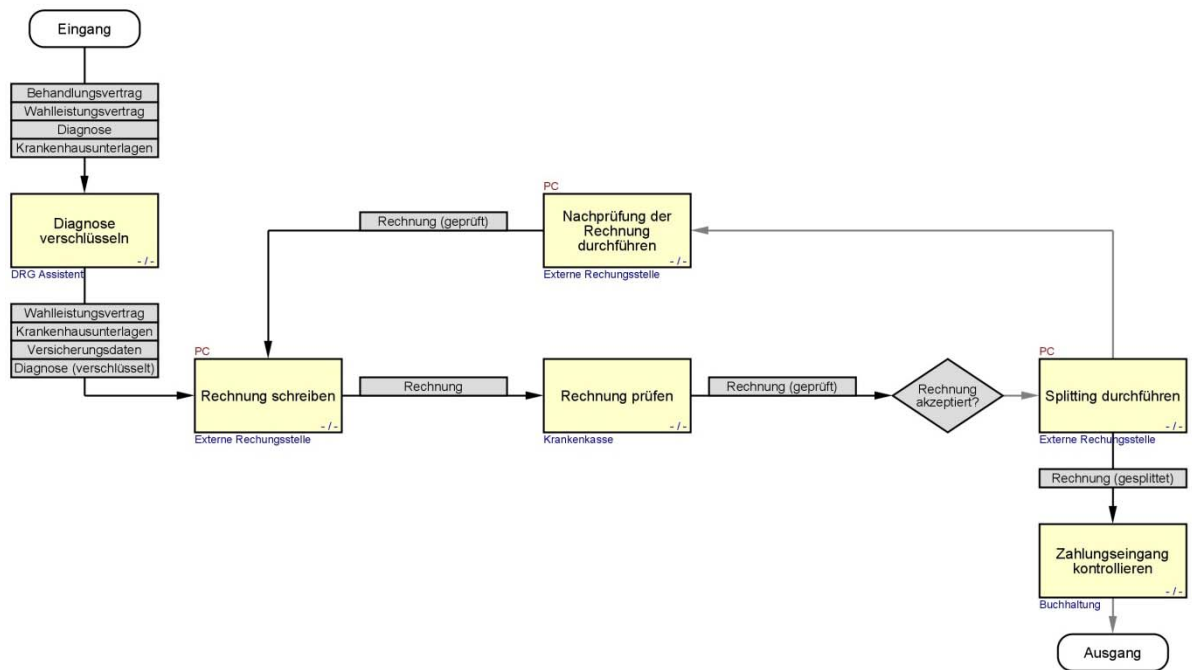 Eingang
Behandlungsvertrag
Wahlleistungsvertrag
Diagnose
Krankenhausunterlagen
Diagnose
verschlüsseln
- / -
DRG Assistent
Wahlleistungsvertrag
Krankenhausunterlagen
Versicherungsdaten
Diagnose (verschlüsselt)
PC
Rechnung schreiben
- / -
Externe Rechungsstelle
Rechnung (geprüft)
PC
Nachprüfung der
Rechnung
durchführen
- / -
Externe Rechungsstelle
Rechnung
Rechnung prüfen
- / -
Krankenkasse
Rechnung (geprüft)
Rechnung
akzeptiert?
PC
Splitting durchführen
- / -
Externe Rechungsstelle
Rechnung (gesplittet)
Zahlungseingang
kontrollieren
- / -
Buchhaltung
Ausgang